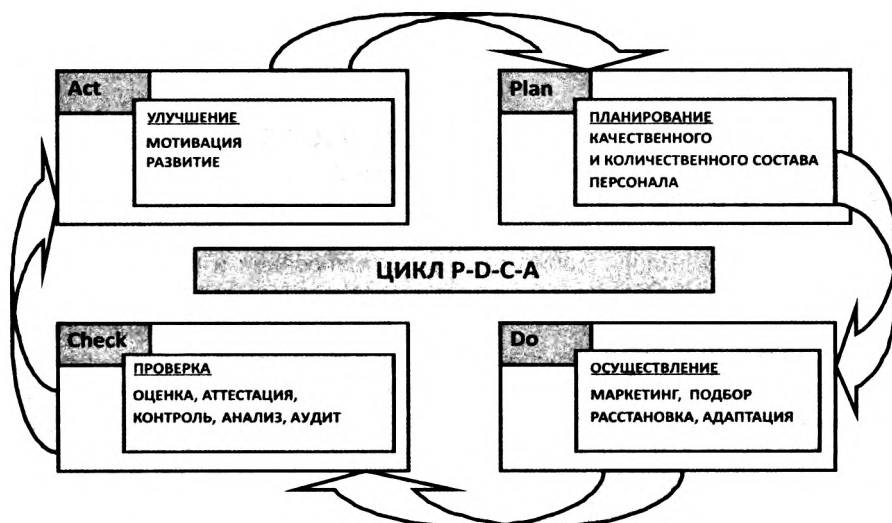 Act
УЛУЧШЕНИЕ
МОТИВАЦИЯ
РАЗВИТИЕ
Plan
ПЛАНИРОВАНИЕ
КАЧЕСТВЕННОГО
И КОЛИЧЕСТВЕННОГО СОСТАВА
ПЕРСОНАЛА
ЦИКЛ P-D-C-A
Check
ПРОВЕРКА
ОЦЕНКА, АТТЕСТАЦИЯ,
КОНТРОЛЬ, АНАЛИЗ, АУДИТ
Do
ОСУЩЕСТВЛЕНИЕ
МАРКЕТИНГ, ПОДБОР
РАССТАНОВКА, АДАПТАЦИЯ